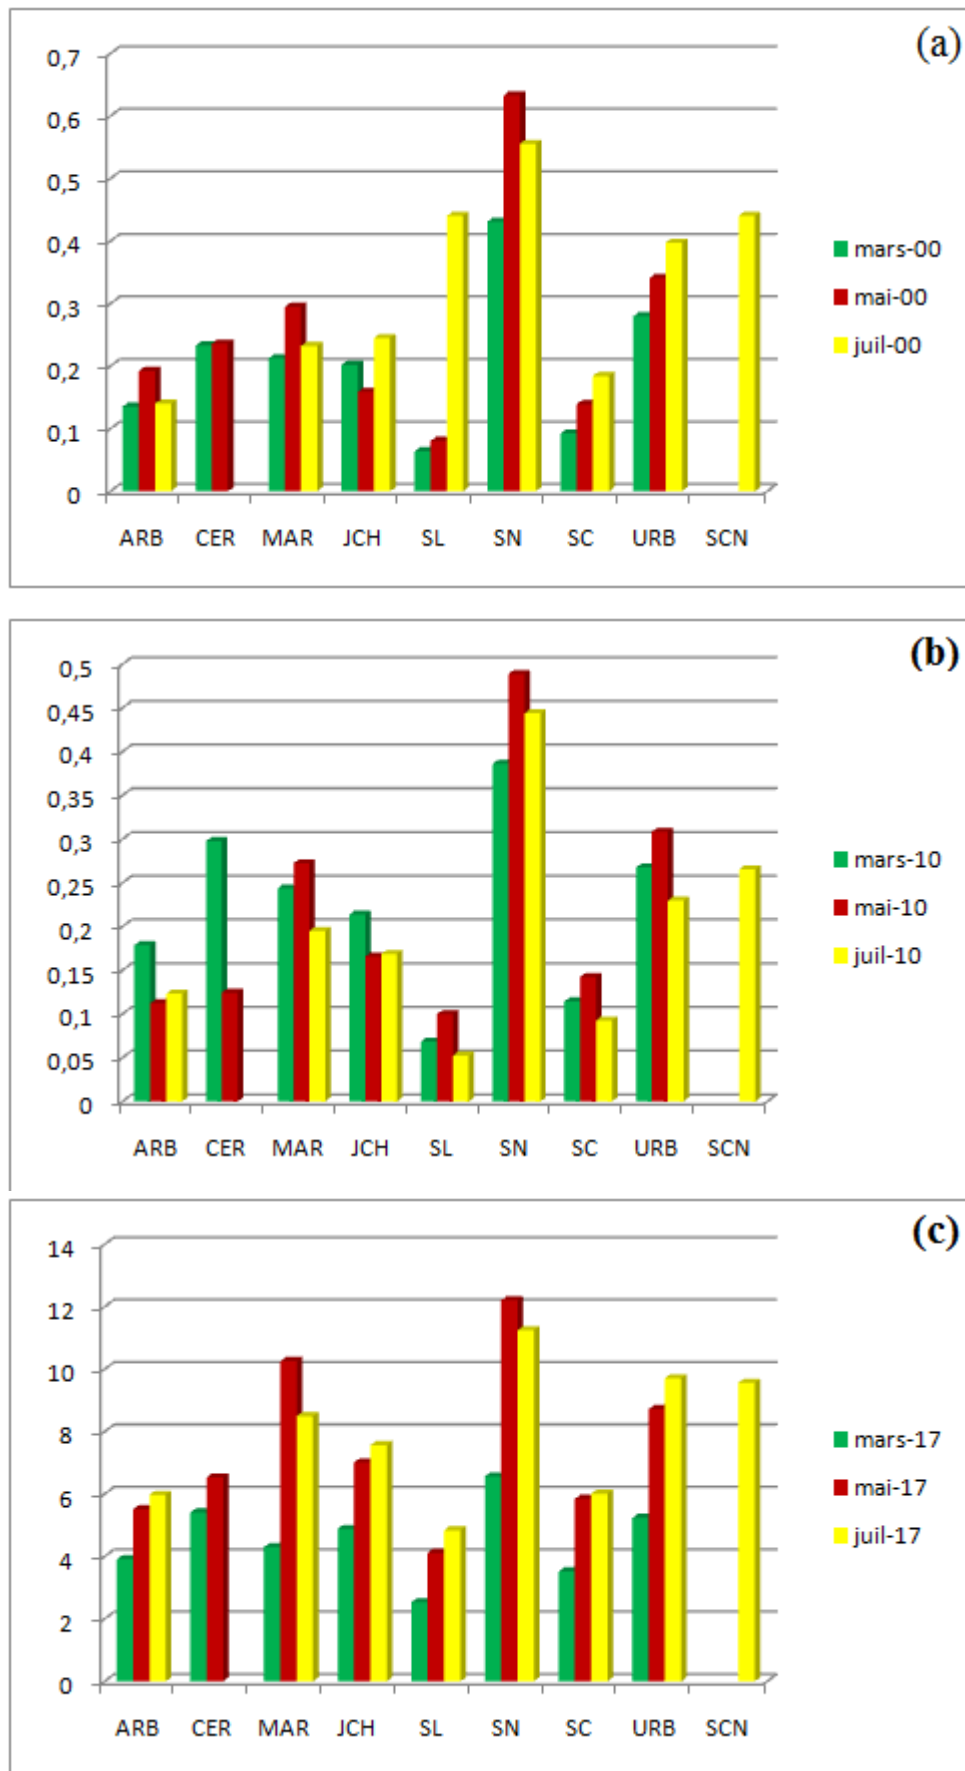 (a)
0,7
0,6
0,5
0,4
0,3
0,2
0,1
0
ARB CER MAR JCH SL SN SC URB SCN
mars-00
mai-00
juil-00
(b)
0,5
0,45
0,4
0,35
0,3
0,25
0,2
0,15
0,1
0,05
0
ARB CER MAR JCH SL SN SC URB SCN
mars-10
mai-10
juil-10
(c)
14
12
10
8
6
4
2
0
ARB CER MAR JCH SL SN SC URB SCN
mars-17
mai-17
juil-17